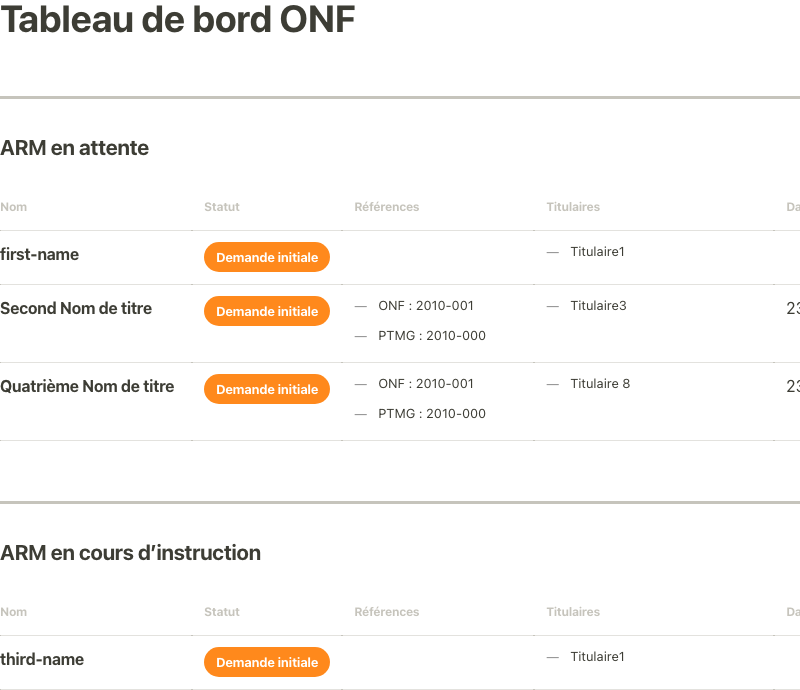 Tableau de bord ONF
ARM en attente
Nom Statut Références Titulaires Da
first-name Demande initiale — Titulaire1
Second Nom de titre Demande initiale — ONF : 2010-001 — Titulaire3 23
— PTMG : 2010-000
Quatrième Nom de titre Demande initiale — ONF : 2010-001 — Titulaire 8 23
— PTMG : 2010-000
ARM en cours d’instruction
Nom Statut Références Titulaires Da
third-name Demande initiale — Titulaire1